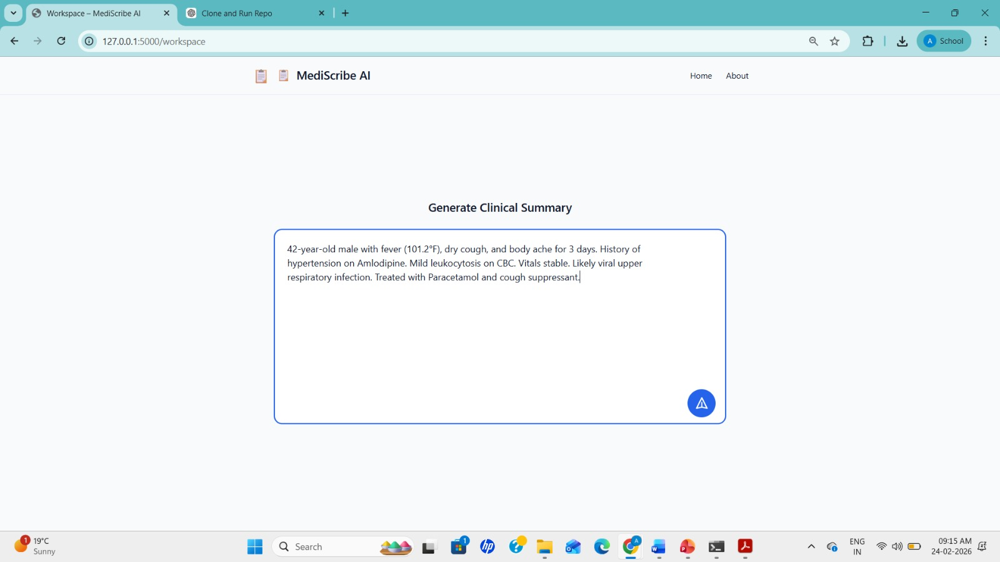 Workspace – MediScribe AI
Clone and Run Repo
127.0.0.1:5000/workspace
A School
MediScribe AI
Home About
Generate Clinical Summary
42-year-old male with fever (101.2°F), dry cough, and body ache for 3 days. History of
hypertension on Amlodipine. Mild leukocytosis on CBC. Vitals stable. Likely viral upper
respiratory infection. Treated with Paracetamol and cough suppressant.
1
19°C
Sunny
Search
1
hp
A
W
P
ENG
IN
09:15 AM
24-02-2026